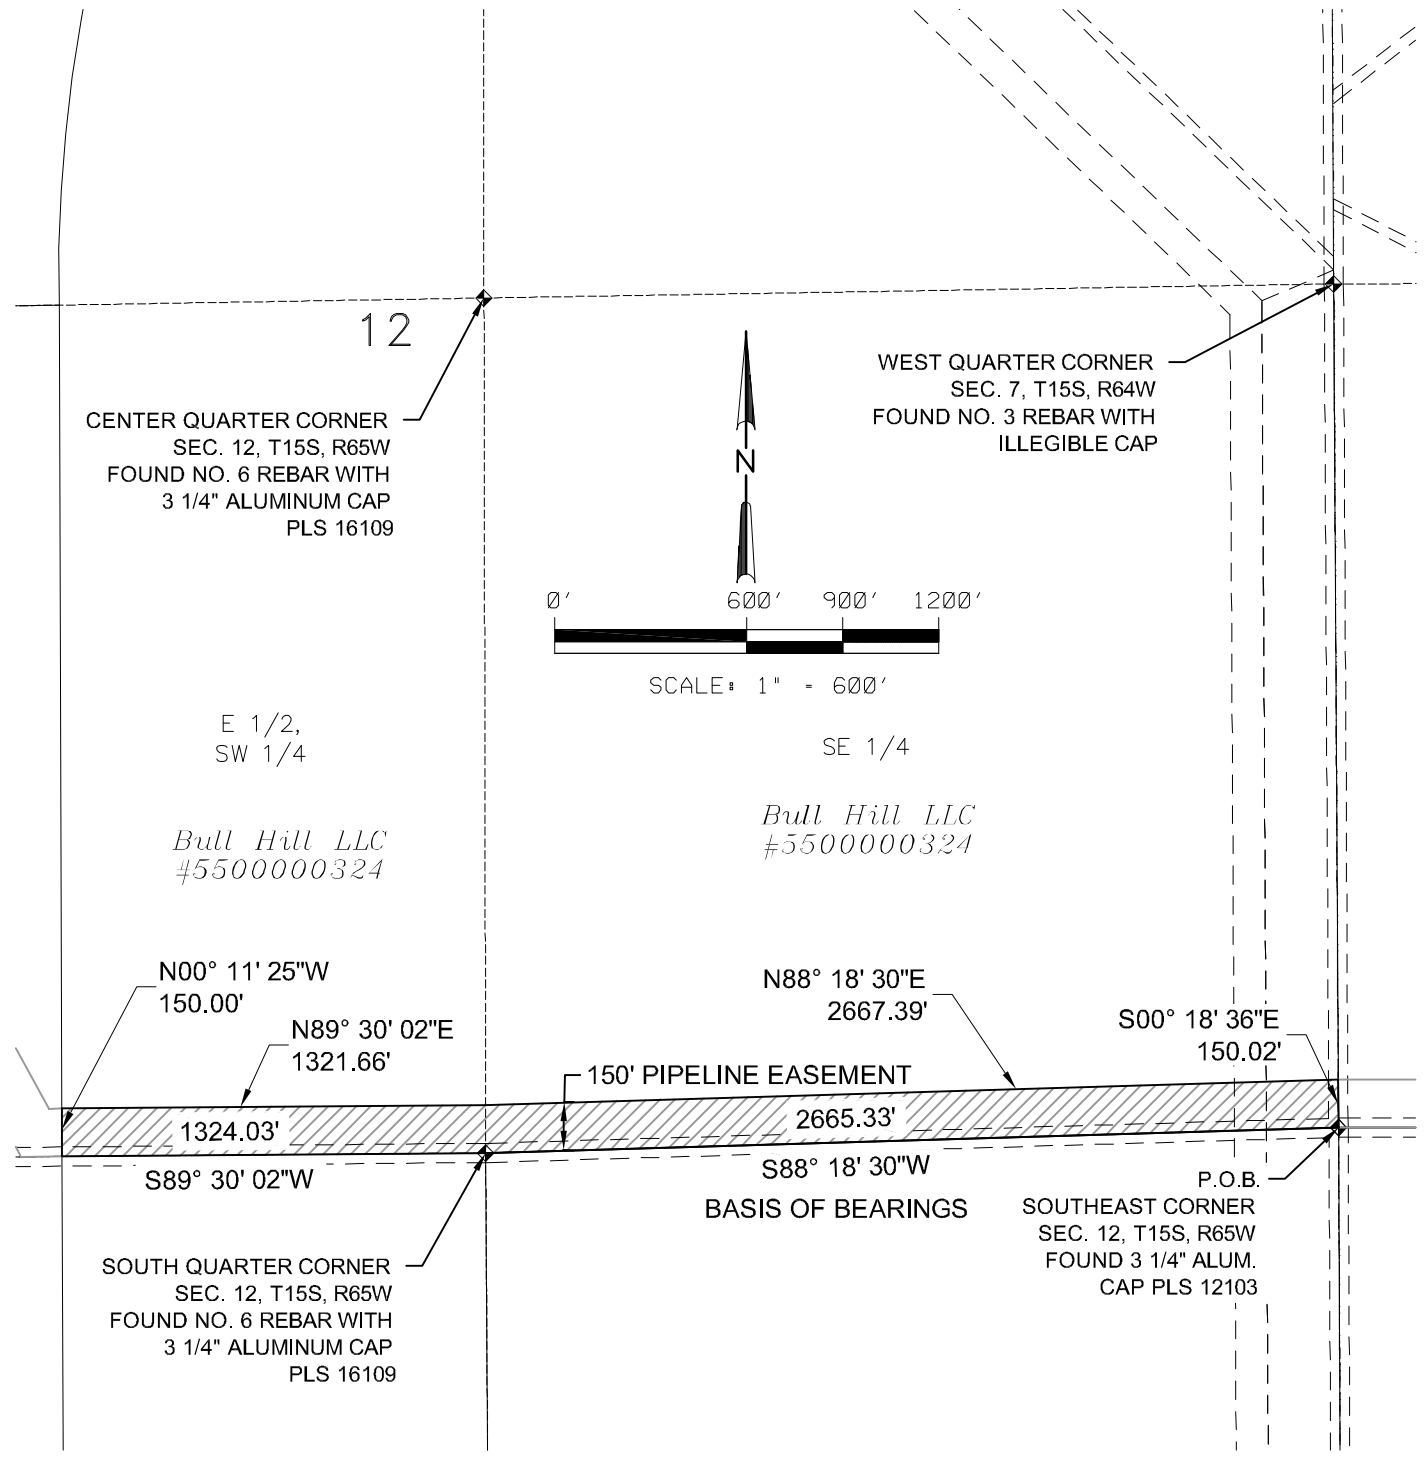 12
CENTER QUARTER CORNER
SEC. 12, T15S, R65W
FOUND NO. 6 REBAR WITH
3 1/4" ALUMINUM CAP
PLS 16109
WEST QUARTER CORNER
SEC. 7, T15S, R64W
FOUND NO. 3 REBAR WITH
ILLEGIBLE CAP
N
0' 600' 900' 1200'
SCALE: 1" = 600'
E 1/2,
SW 1/4
SE 1/4
Bull Hill LLC
#5500000324
Bull Hill LLC
#5500000324
N00° 11' 25"W
150.00'
N89° 30' 02"E
1321.66'
N88° 18' 30"E
2667.39'
S00° 18' 36"E
150.02'
150' PIPELINE EASEMENT
1324.03'
2665.33'
S89° 30' 02"W
S88° 18' 30"W
BASIS OF BEARINGS
P.O.B.
SOUTHEAST CORNER
SEC. 12, T15S, R65W
FOUND 3 1/4" ALUM.
CAP PLS 12103
SOUTH QUARTER CORNER
SEC. 12, T15S, R65W
FOUND NO. 6 REBAR WITH
3 1/4" ALUMINUM CAP
PLS 16109